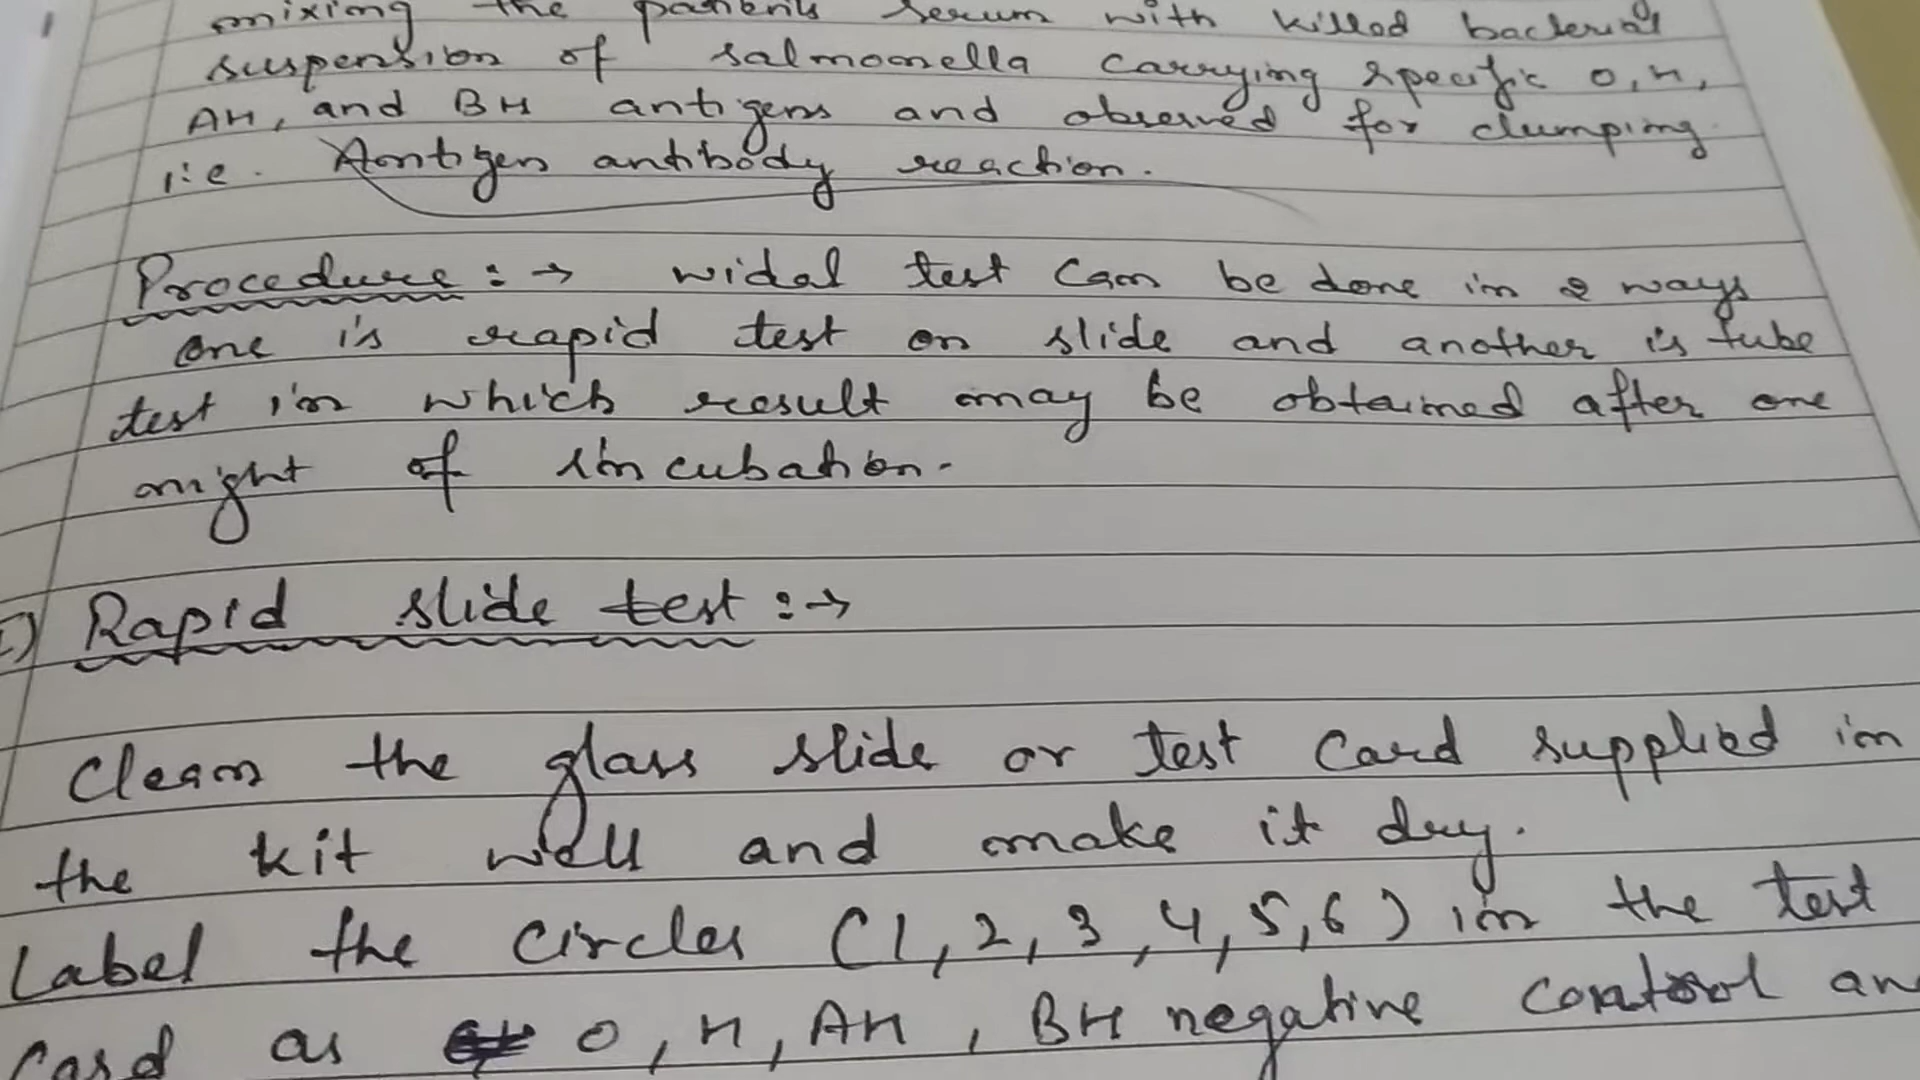 mixing the patients serum with killed bacterial
suspension of salmonella carrying specific O, H,
AH, and BH antigens and observed for clumping
i.e. Antigen antibody reaction.
Procedure :→ widal test can be done in 2 ways
one is rapid test on slide and another is tube
test in which result may be obtained after one
night of incubation.
Rapid slide test :→
Clean the glass slide or test card supplied in
the kit well and make it dry.
Label the circles (1, 2, 3, 4, 5, 6) in the test
card as O, H, AH, BH negative control an